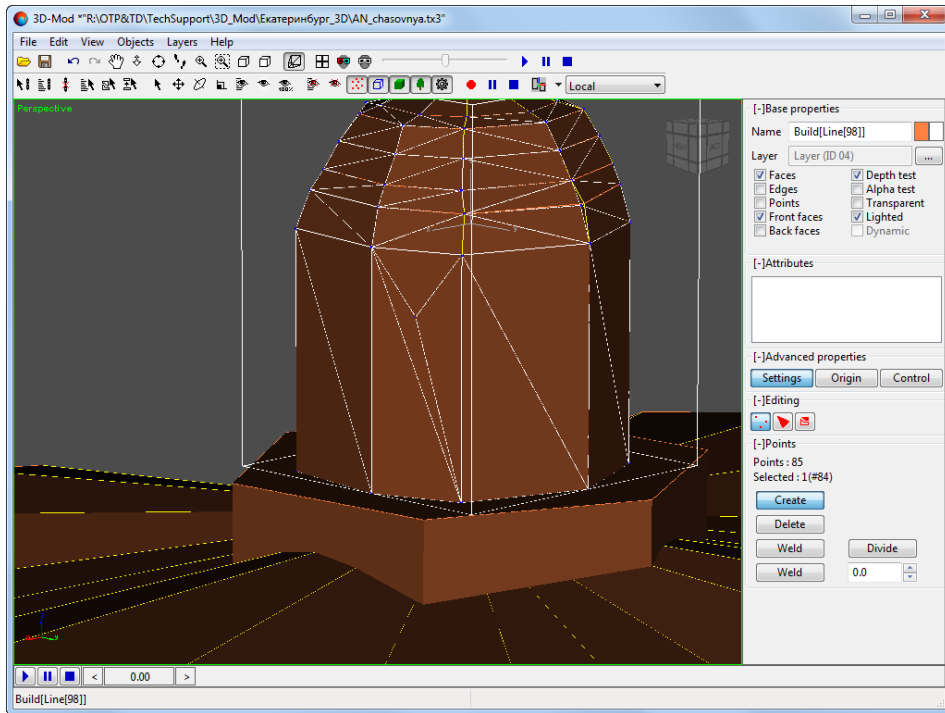 3D-Mod *"R:\OTP&TD\TechSupport\3D_Mod\Екатеринбург_3D\AN_chasovnya.tx3"
File Edit View Objects Layers Help
100%
Local
Perspective
[-]Base properties
Name Build[Line[98]]
Layer Layer (ID 04) ...
Faces Depth test
Edges Alpha test
Points Transparent
Front faces Lighted
Back faces Dynamic
[-]Attributes
[-]Advanced properties
Settings Origin Control
[-]Editing
[-]Points
Points : 85
Selected : 1(#84)
Create
Delete
Weld Divide
Weld 0.0
< 0.00 >
Build[Line[98]]